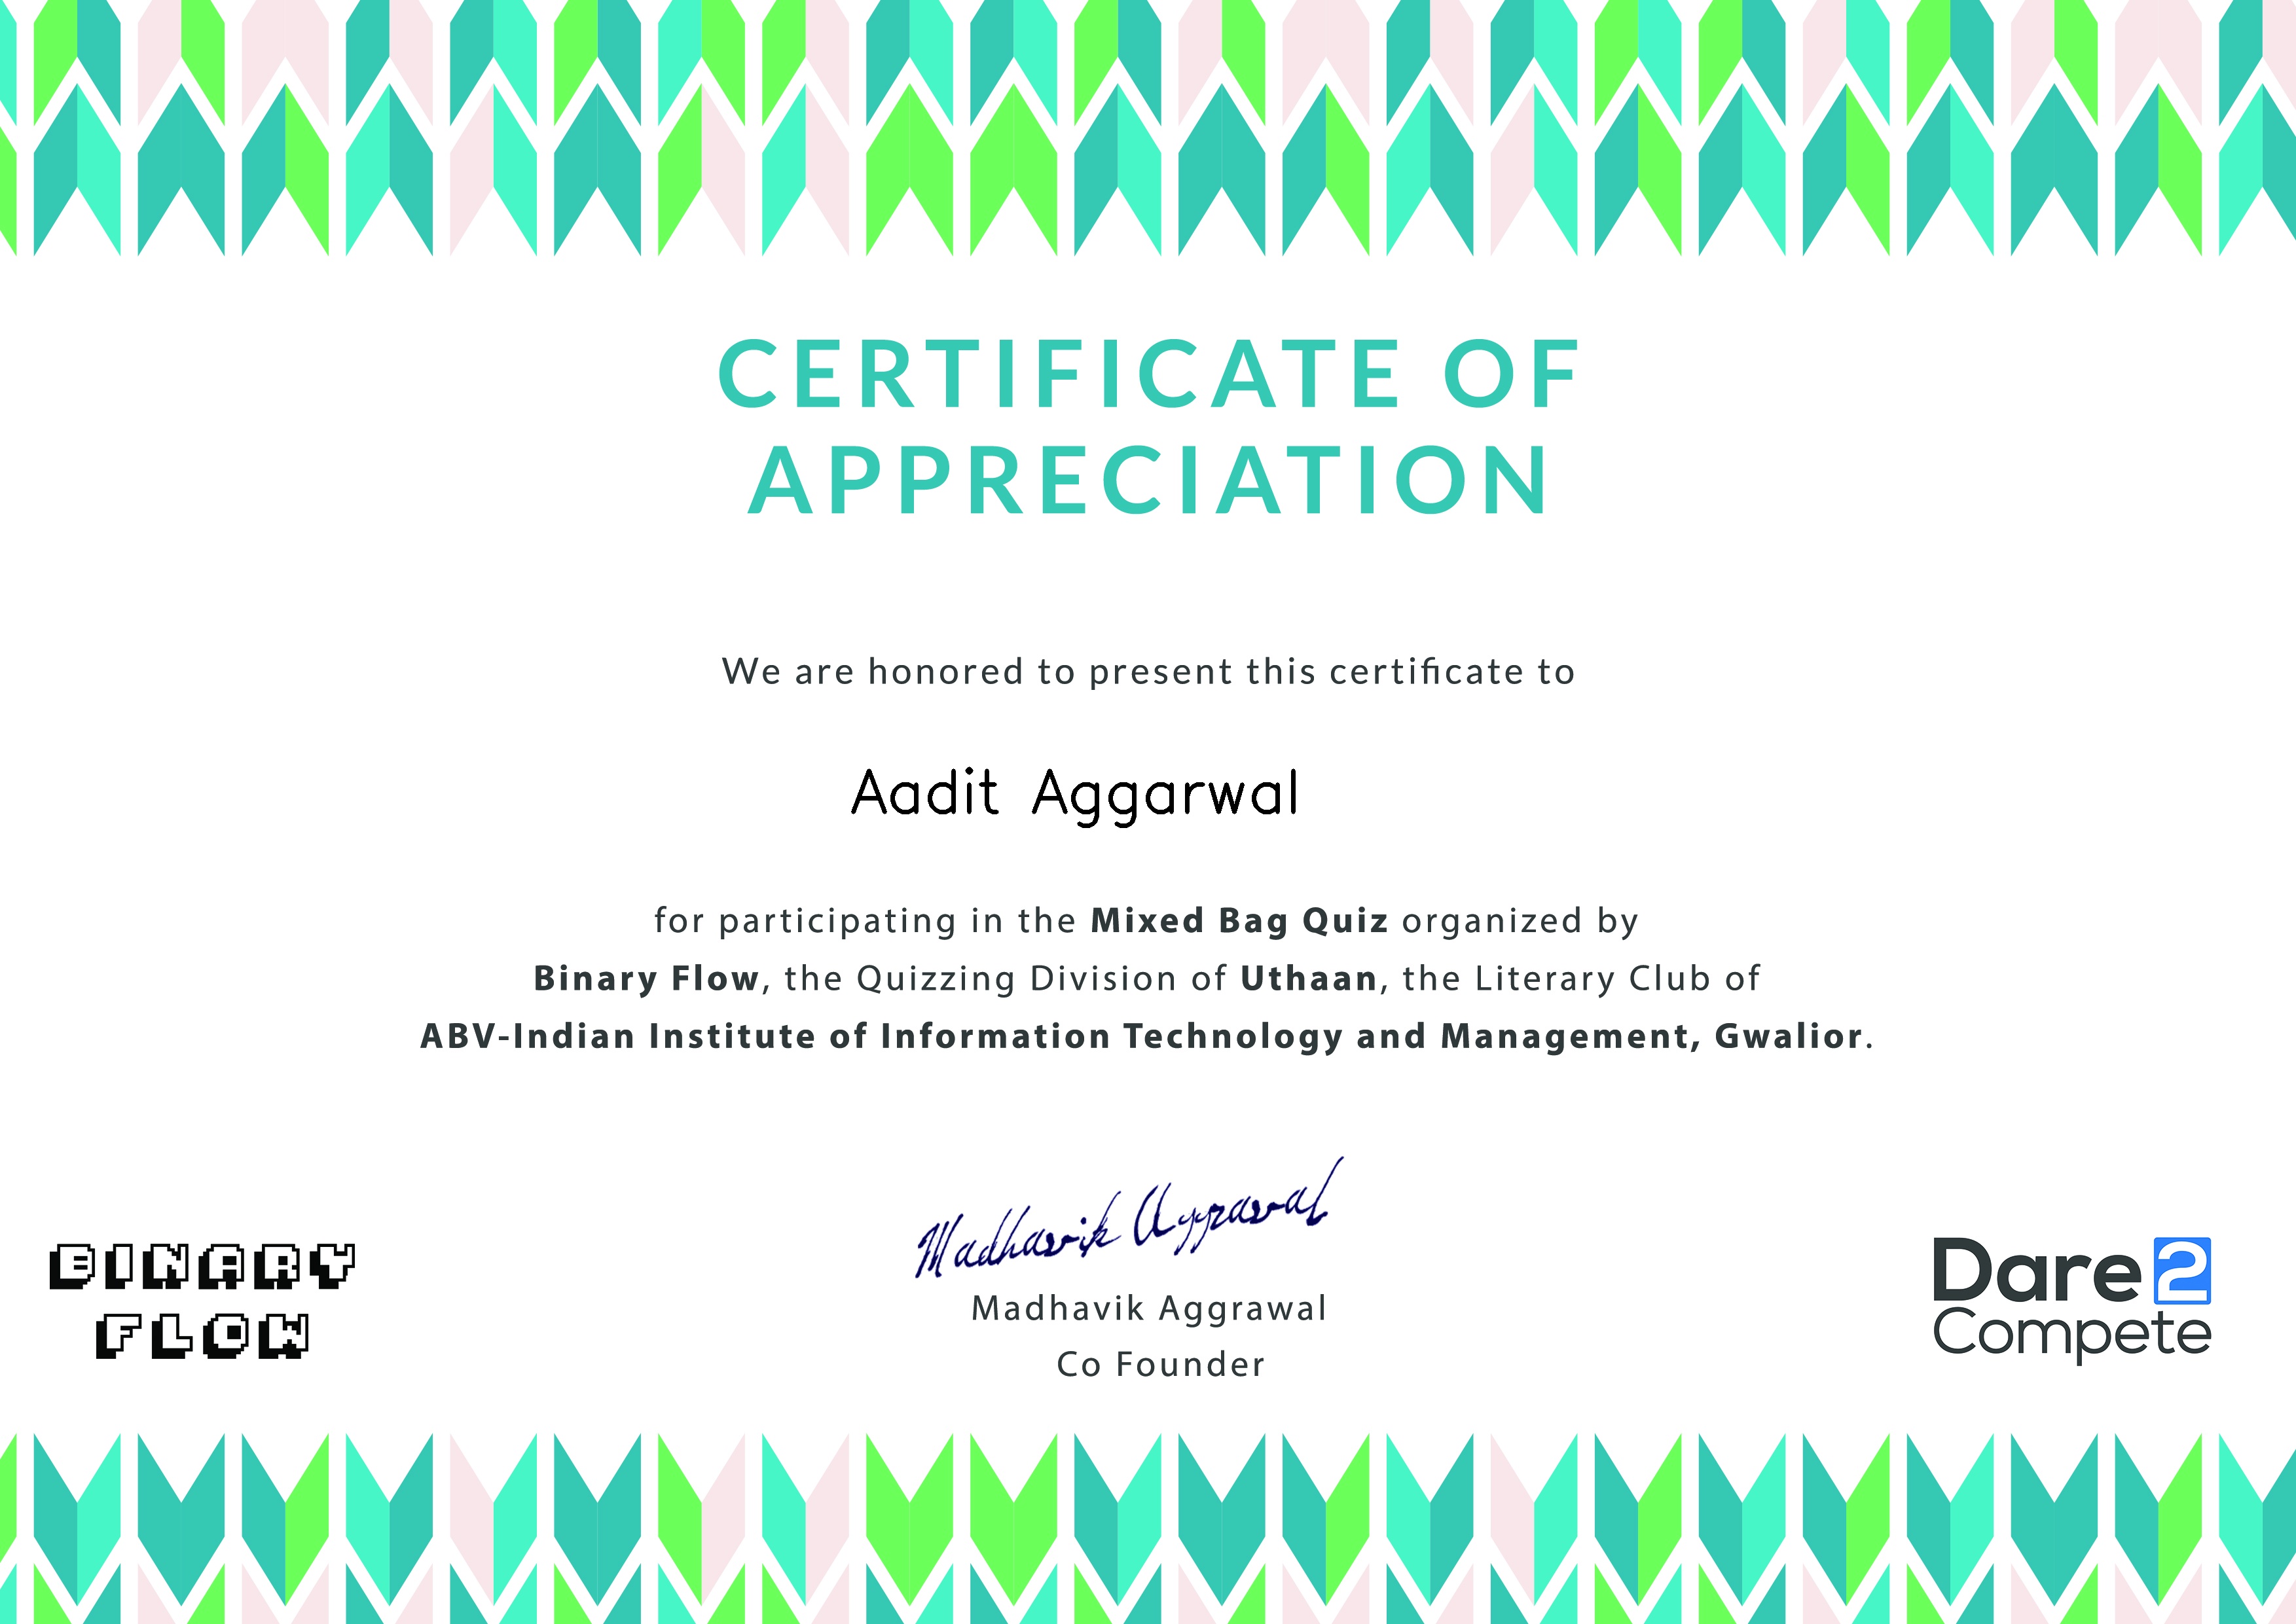 CERTIFICATE OF
APPRECIATION
We are honored to present this certificate to
Aadit Aggarwal
for participating in the Mixed Bag Quiz organized by
Binary Flow, the Quizzing Division of Uthaan, the Literary Club of
ABV-Indian Institute of Information Technology and Management, Gwalior.
Madhavik Aggrawal
Madhavik Aggrawal
Co Founder
BINARY
FLOW
Dare2
Compete